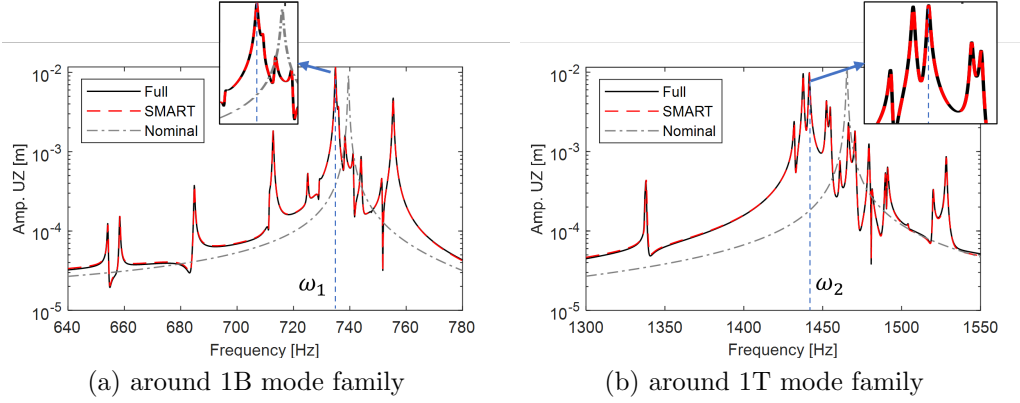 Full
SMART
Nominal
Amp. UZ [m]
10-2
10-3
10-4
10-5
ω1
640 660 680 700 720 740 760 780
Frequency [Hz]
(a) around 1B mode family
Full
SMART
Nominal
Amp. UZ [m]
10-2
10-3
10-4
10-5
ω2
1300 1350 1400 1450 1500 1550
Frequency [Hz]
(b) around 1T mode family